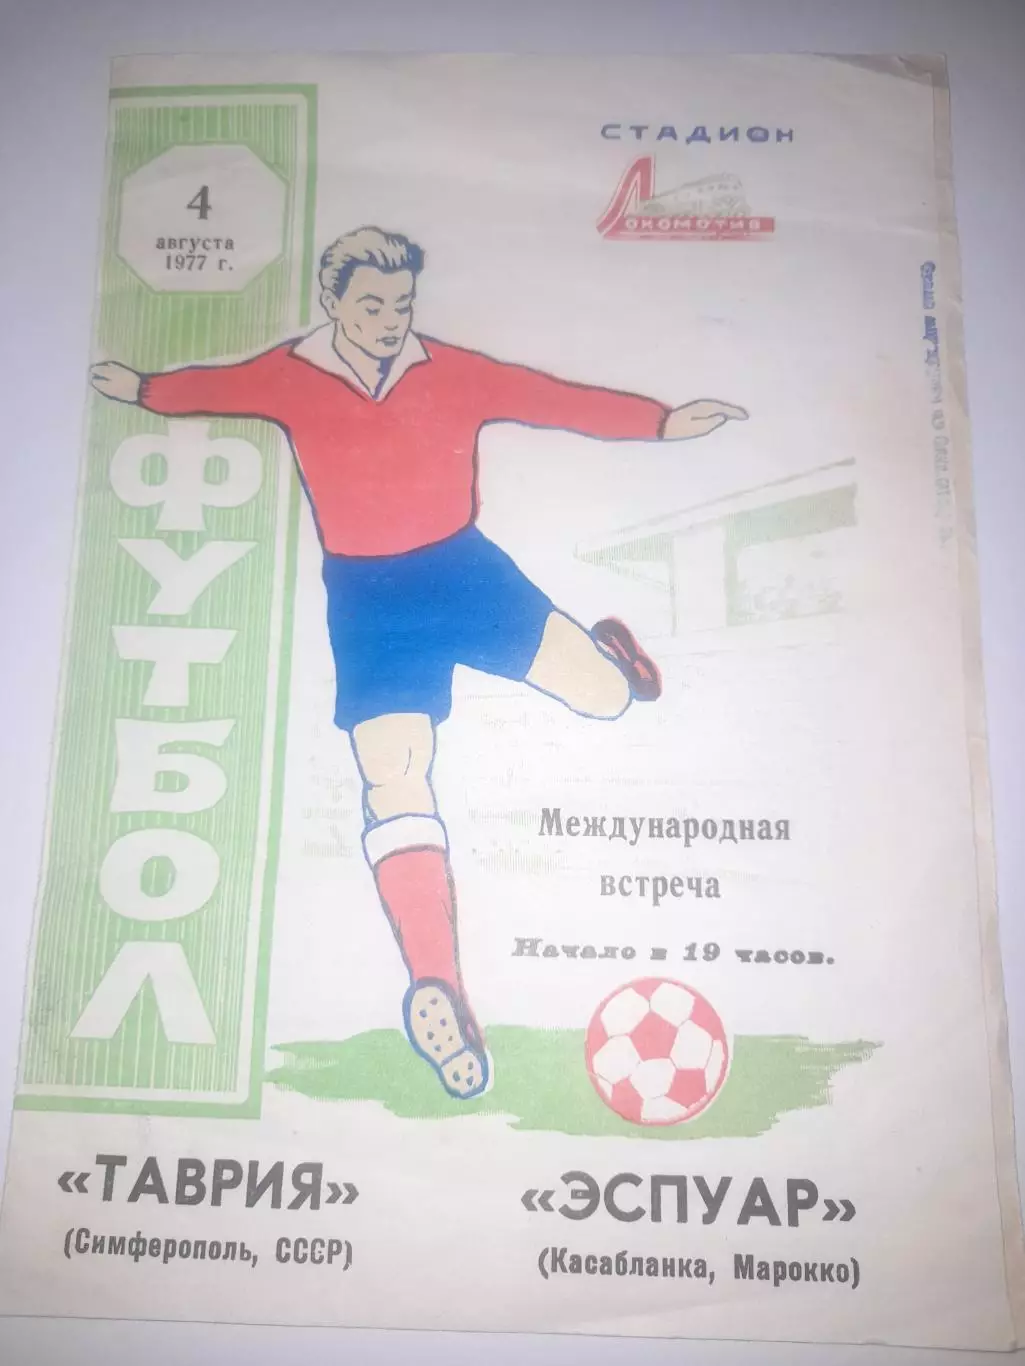 СТАДИОН
ЛОКОМОТИВ
4
августа
1977 г.
ФУТБОЛ
Международная
встреча
Начало в 19 часов.
«ТАВРИЯ»
(Симферополь, СССР)
«ЭСПУАР»
(Касабланка, Марокко)